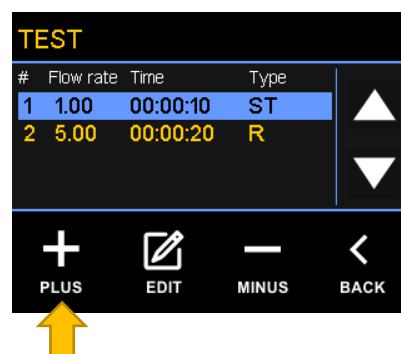 TEST
# Flow rate Time Type
1 1.00 00:00:10 ST
2 5.00 00:00:20 R
PLUS EDIT MINUS BACK